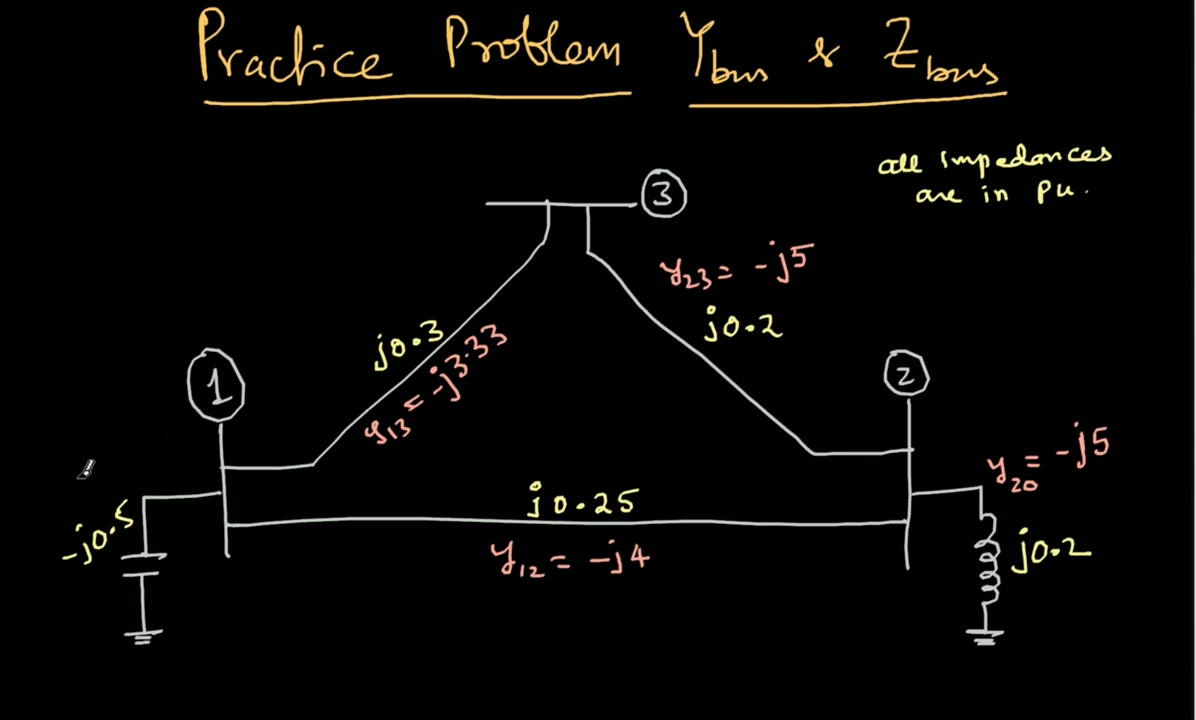 Practice Problem Ybus & Zbus
all impedances
are in pu.
3
y23 = -j5
j0.2
j0.3
y13 = -j3.33
1
2
y20 = -j5
-j0.5
j0.25
j0.2
y12 = -j4